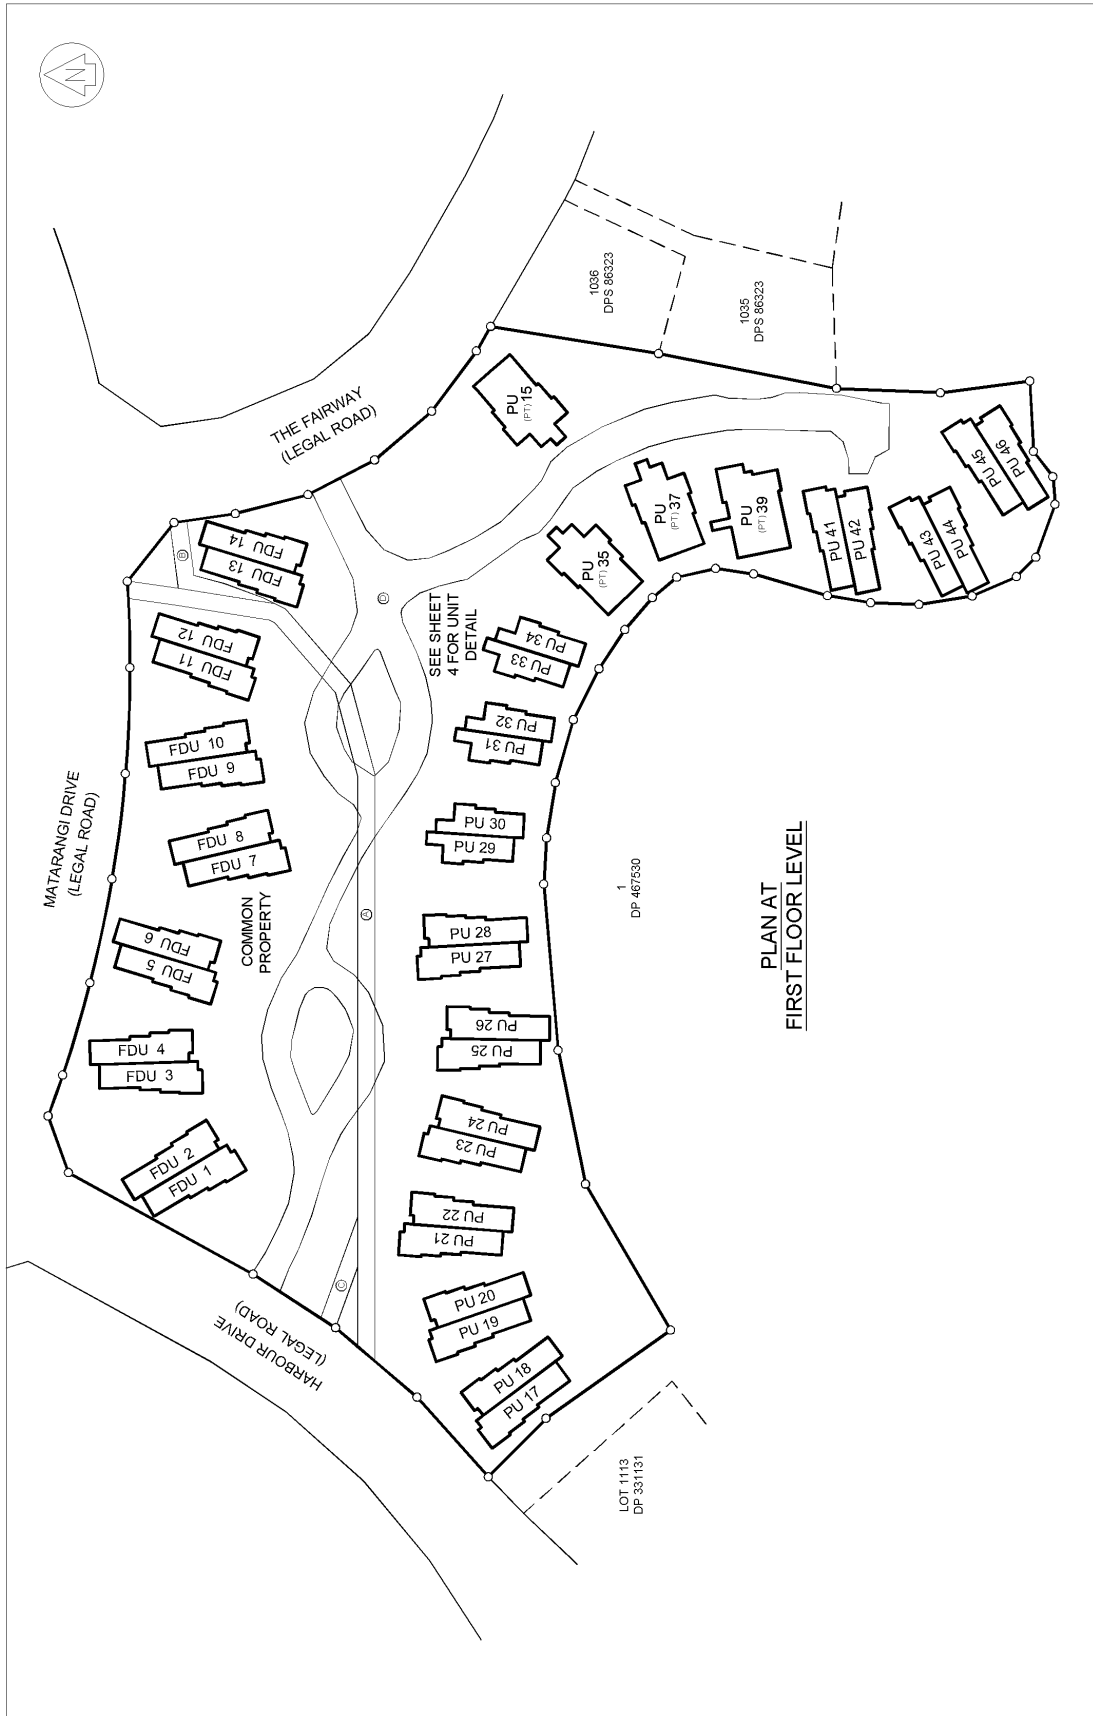 N
THE FAIRWAY
(LEGAL ROAD)
MATARANGI DRIVE
(LEGAL ROAD)
HARBOUR DRIVE
(LEGAL ROAD)
1036
DPS 86323
1035
DPS 86323
1
DP 467530
LOT 1113
DP 331131
COMMON
PROPERTY
SEE SHEET
4 FOR UNIT
DETAIL
A
B
C
D
FDU 1
FDU 2
FDU 3
FDU 4
FDU 5
FDU 6
FDU 7
FDU 8
FDU 9
FDU 10
FDU 11
FDU 12
FDU 13
FDU 14
PU
(PT) 15
PU 17
PU 18
PU 19
PU 20
PU 21
PU 22
PU 23
PU 24
PU 25
PU 26
PU 27
PU 28
PU 29
PU 30
PU 31
PU 32
PU 33
PU 34
PU
(PT) 35
PU
(PT) 37
PU
(PT) 39
PU 41
PU 42
PU 43
PU 44
PU 45
PU 46
PLAN AT
FIRST FLOOR LEVEL